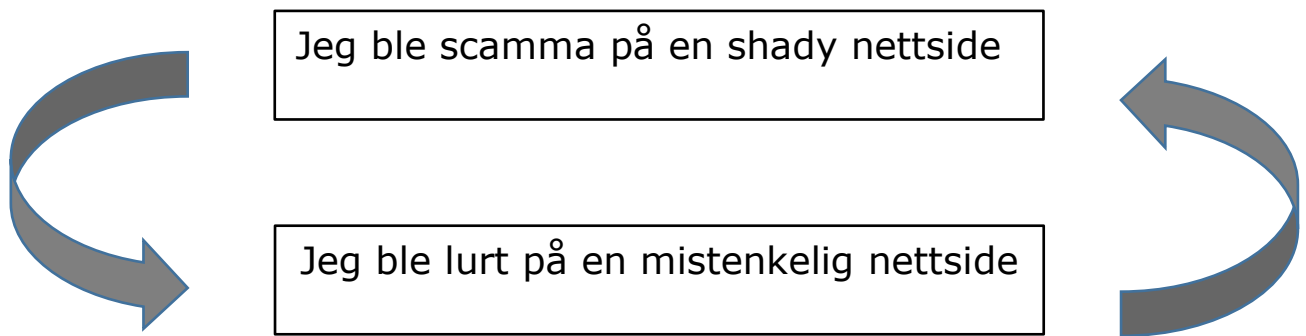 Jeg ble scamma på en shady nettside
Jeg ble lurt på en mistenkelig nettside